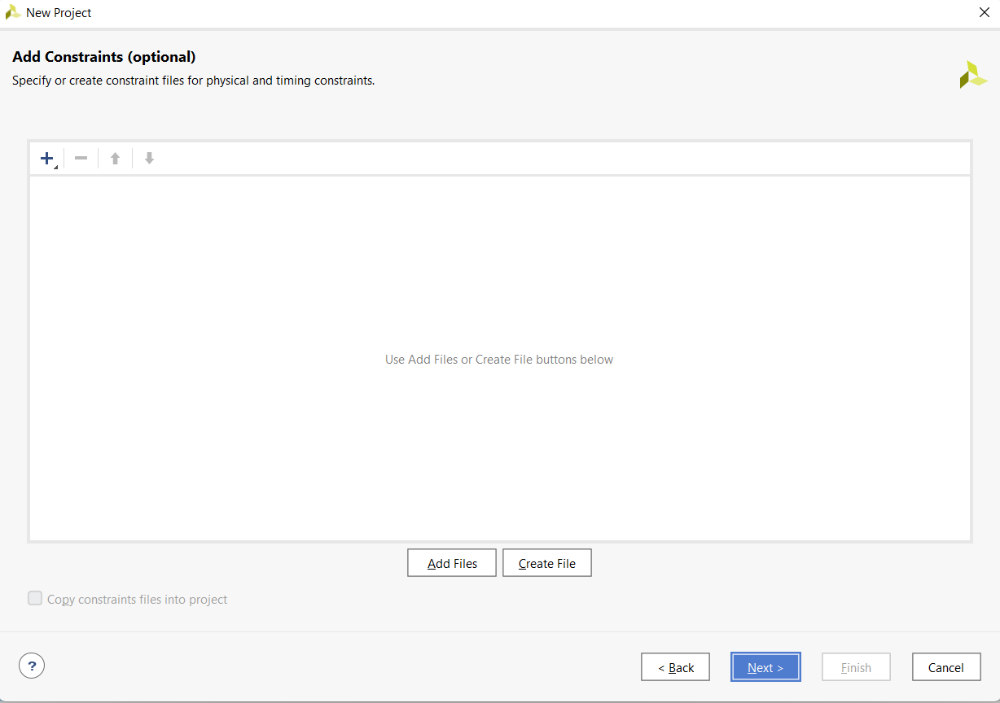 New Project
Add Constraints (optional)
Specify or create constraint files for physical and timing constraints.
Use Add Files or Create File buttons below
Add Files
Create File
Copy constraints files into project
?
< Back
Next >
Finish
Cancel